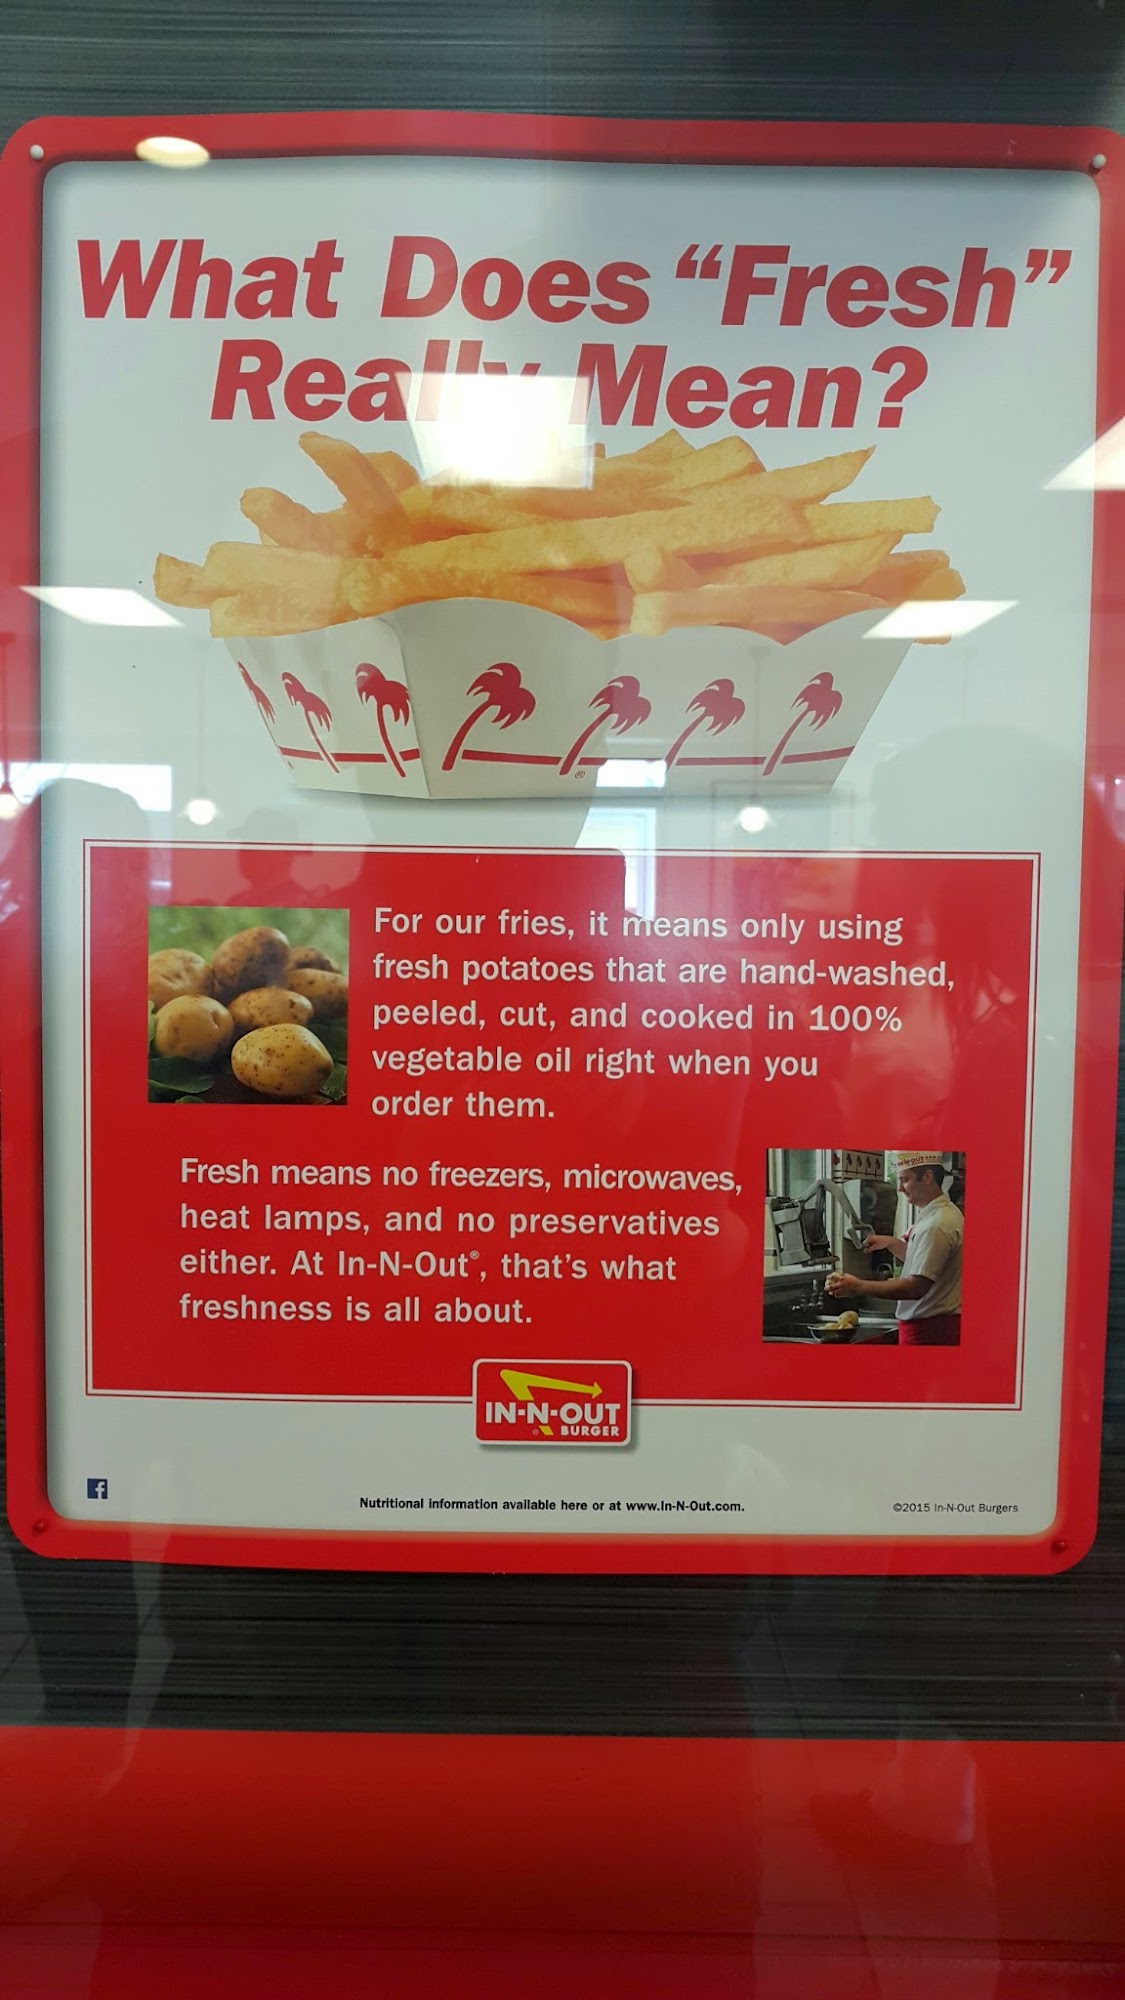 What Does “Fresh”
Really Mean?
®
For our fries, it means only using
fresh potatoes that are hand-washed,
peeled, cut, and cooked in 100%
vegetable oil right when you
order them.
Fresh means no freezers, microwaves,
heat lamps, and no preservatives
either. At In-N-Out®, that’s what
freshness is all about.
IN-N-OUT
® BURGER
f
Nutritional information available here or at www.In-N-Out.com.
©2015 In-N-Out Burgers